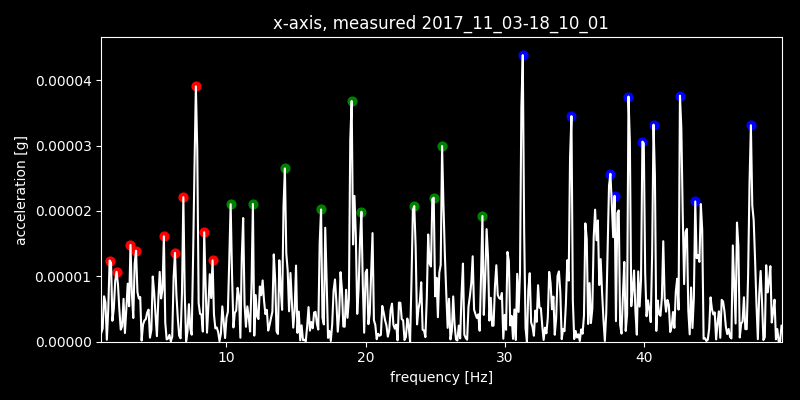 x-axis, measured 2017_11_03-18_10_01
acceleration [g]
0.00004
0.00003
0.00002
0.00001
0.00000
10 20 30 40
frequency [Hz]